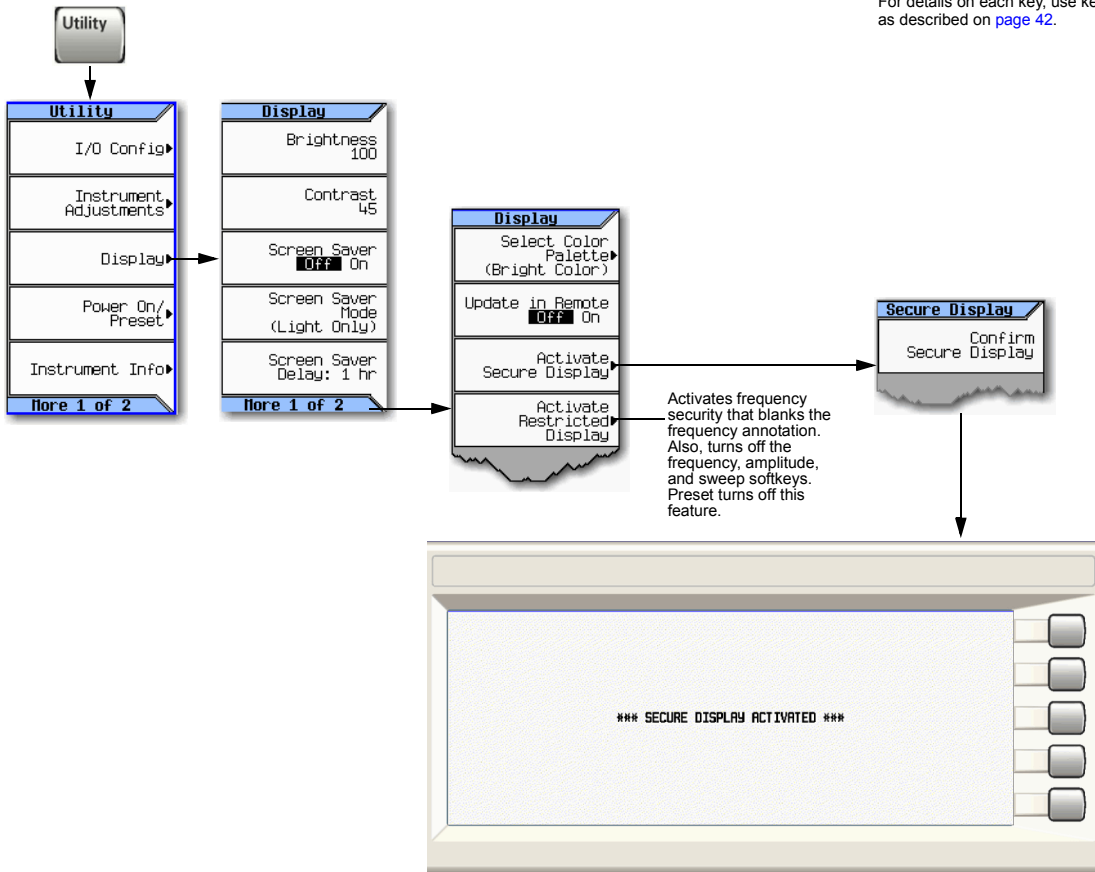 For details on each key, use ke
as described on page 42.
Utility
Utility
I/O Config
Instrument
Adjustments
Display
Power On/
Preset
Instrument Info
More 1 of 2
Display
Brightness
100
Contrast
45
Screen Saver
Off On
Screen Saver
Mode
(Light Only)
Screen Saver
Delay: 1 hr
More 1 of 2
Display
Select Color
Palette
(Bright Color)
Update in Remote
Off On
Activate
Secure Display
Activate
Restricted
Display
Activates frequency
security that blanks the
frequency annotation.
Also, turns off the
frequency, amplitude,
and sweep softkeys.
Preset turns off this
feature.
Secure Display
Confirm
Secure Display
*** SECURE DISPLAY ACTIVATED ***